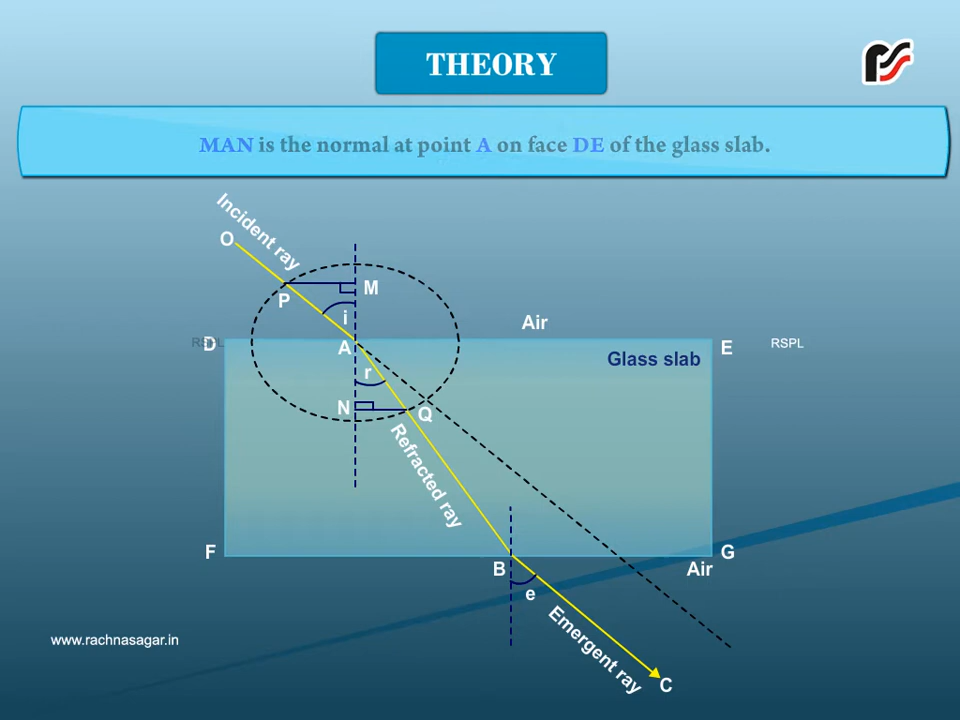 THEORY
MAN is the normal at point A on face DE of the glass slab.
Incident ray
O
P
M
i
Air
RSPL
D
A
E
RSPL
Glass slab
r
N
Q
Refracted ray
F
B
G
Air
e
Emergent ray
C
www.rachnasagar.in